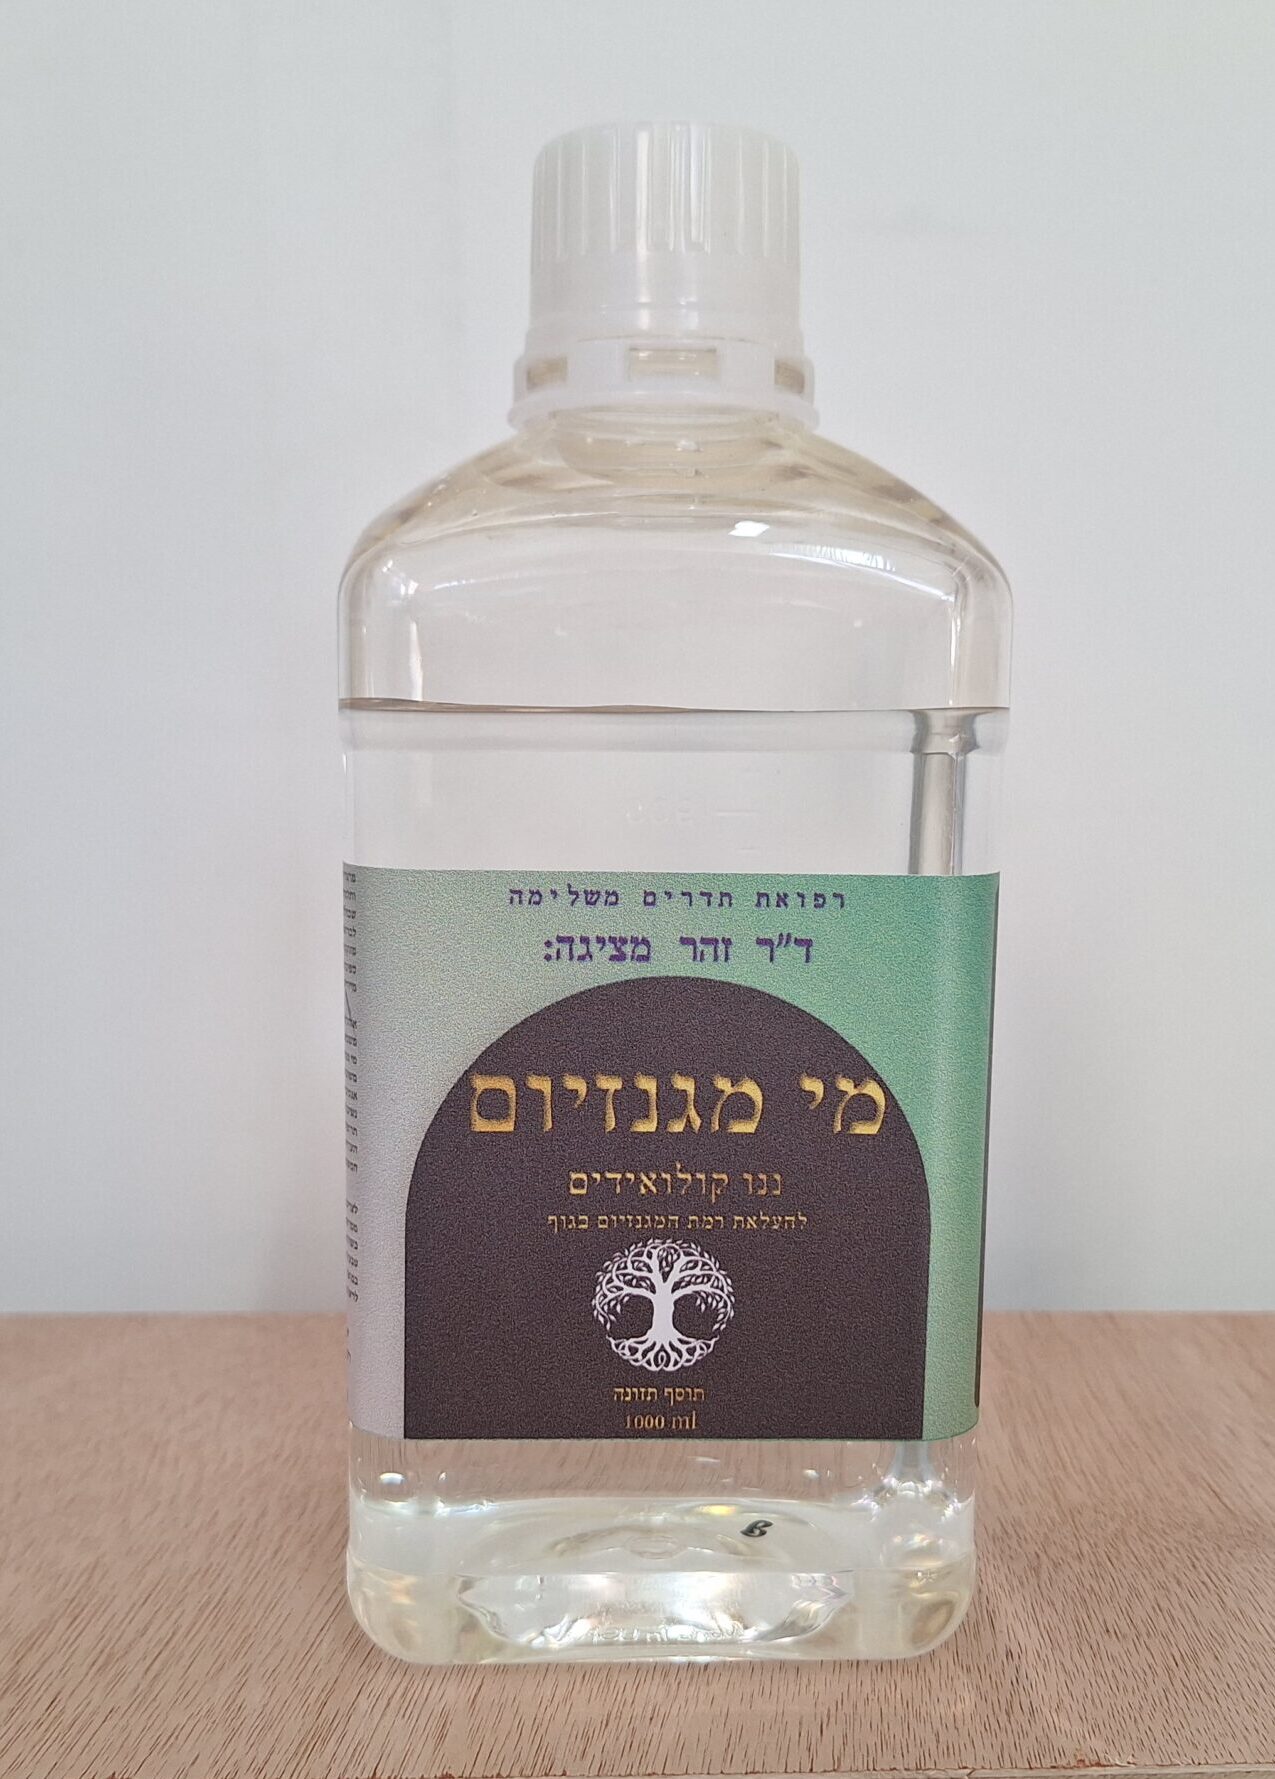 רפואת תדרים משלימה
ד"ר זהר מציגה:
מי מגנזיום
ננו קולואידים
להעלאת רמת המגנזיום בגוף
תוסף תזונה
1000 ml